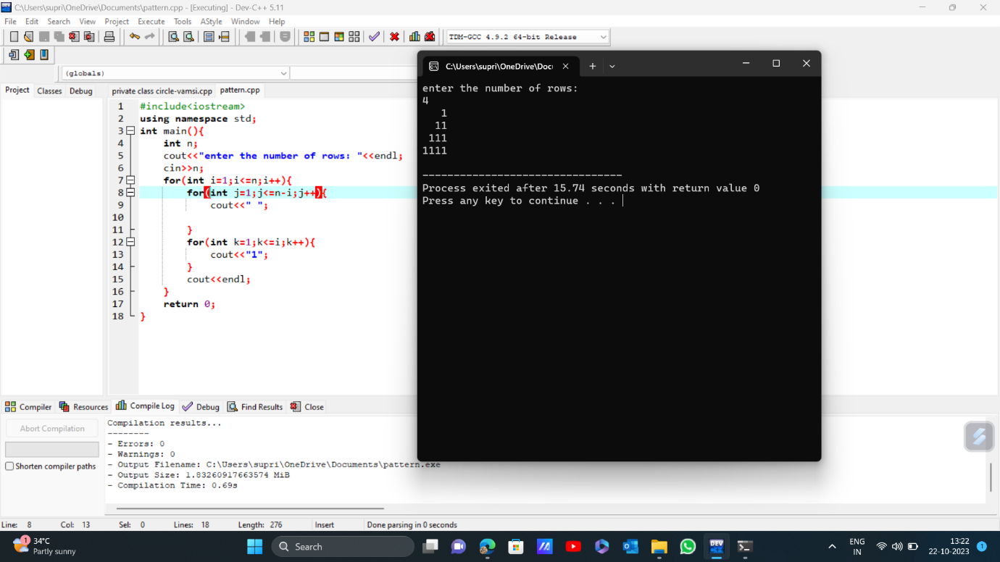 C:\Users\supri\OneDrive\Documents\pattern.cpp - [Executing] - Dev-C++ 5.11
File Edit Search View Project Execute Tools AStyle Window Help
TDM-GCC 4.9.2 64-bit Release
(globals)
Project Classes Debug
private class circle-vamsi.cpp pattern.cpp
1 #include<iostream>
2 using namespace std;
3 int main(){
4 int n;
5 cout<<"enter the number of rows: "<<endl;
6 cin>>n;
7 for(int i=1;i<=n;i++){
8 for(int j=1;j<=n-i;j++){
9 cout<<" ";
10
11 }
12 for(int k=1;k<=i;k++){
13 cout<<"1";
14 }
15 cout<<endl;
16 }
17 return 0;
18 }
C:\Users\supri\OneDrive\Doc
enter the number of rows:
4
   1
  11
 111
1111
--------------------------------
Process exited after 15.74 seconds with return value 0
Press any key to continue . . .
Compiler Resources Compile Log Debug Find Results Close
Abort Compilation
Shorten compiler paths
Compilation results...
--------
- Errors: 0
- Warnings: 0
- Output Filename: C:\Users\supri\OneDrive\Documents\pattern.exe
- Output Size: 1.83260917663574 MiB
- Compilation Time: 0.69s
Line: 8 Col: 13 Sel: 0 Lines: 18 Length: 276 Insert Done parsing in 0 seconds
1
34°C
Partly sunny
Search
DEV
ENG
IN
13:22
22-10-2023
1